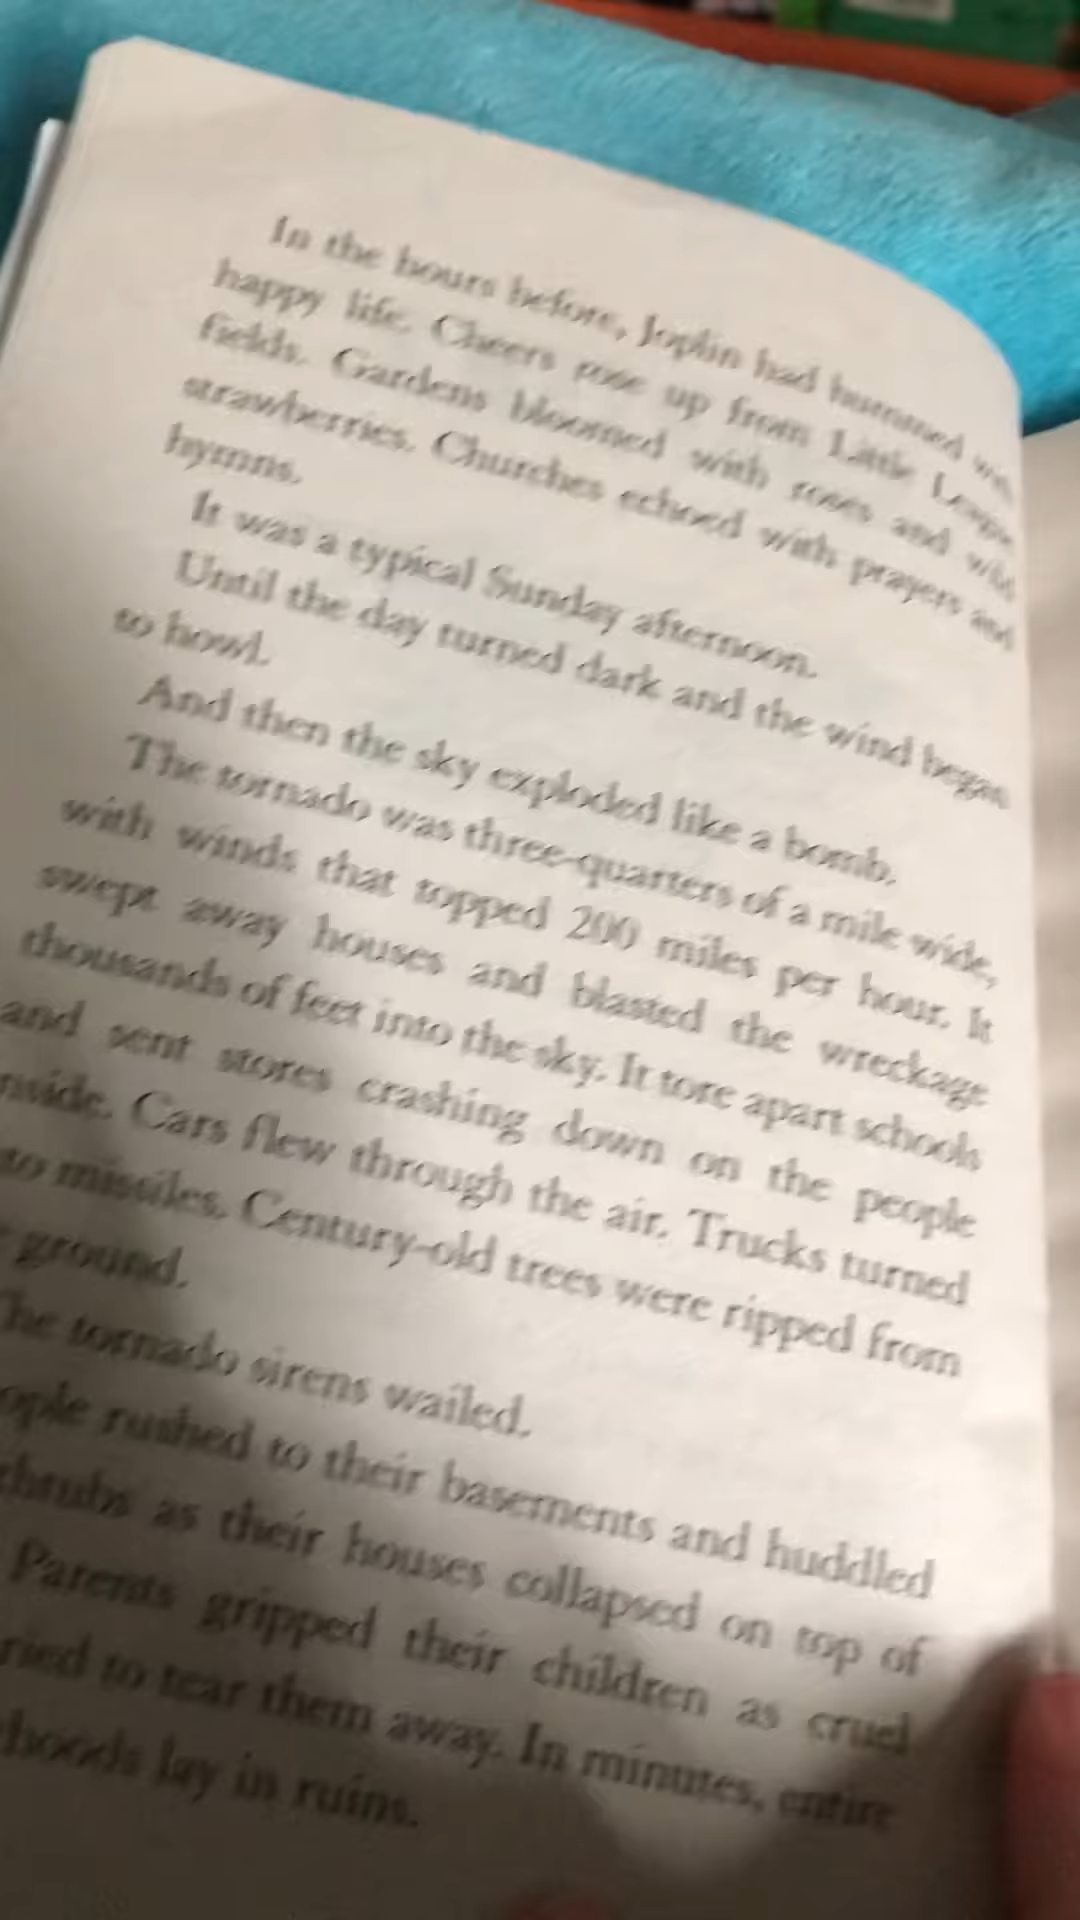 In the hours before, Joplin had hummed with
happy life. Cheers rose up from Little League
fields. Gardens bloomed with roses and wild
strawberries. Churches echoed with prayers and
hymns.
It was a typical Sunday afternoon.
Until the day turned dark and the wind began
to howl.
And then the sky exploded like a bomb.
The tornado was three-quarters of a mile wide,
with winds that topped 200 miles per hour. It
swept away houses and blasted the wreckage
thousands of feet into the sky. It tore apart schools
and sent stores crashing down on the people
nside. Cars flew through the air. Trucks turned
to missiles. Century-old trees were ripped from
ground.
The tornado sirens wailed.
ople rushed to their basements and huddled
as their houses collapsed on top of
Parents gripped their children as cruel
ried to tear them away. In minutes, entire
hoods lay in ruins.